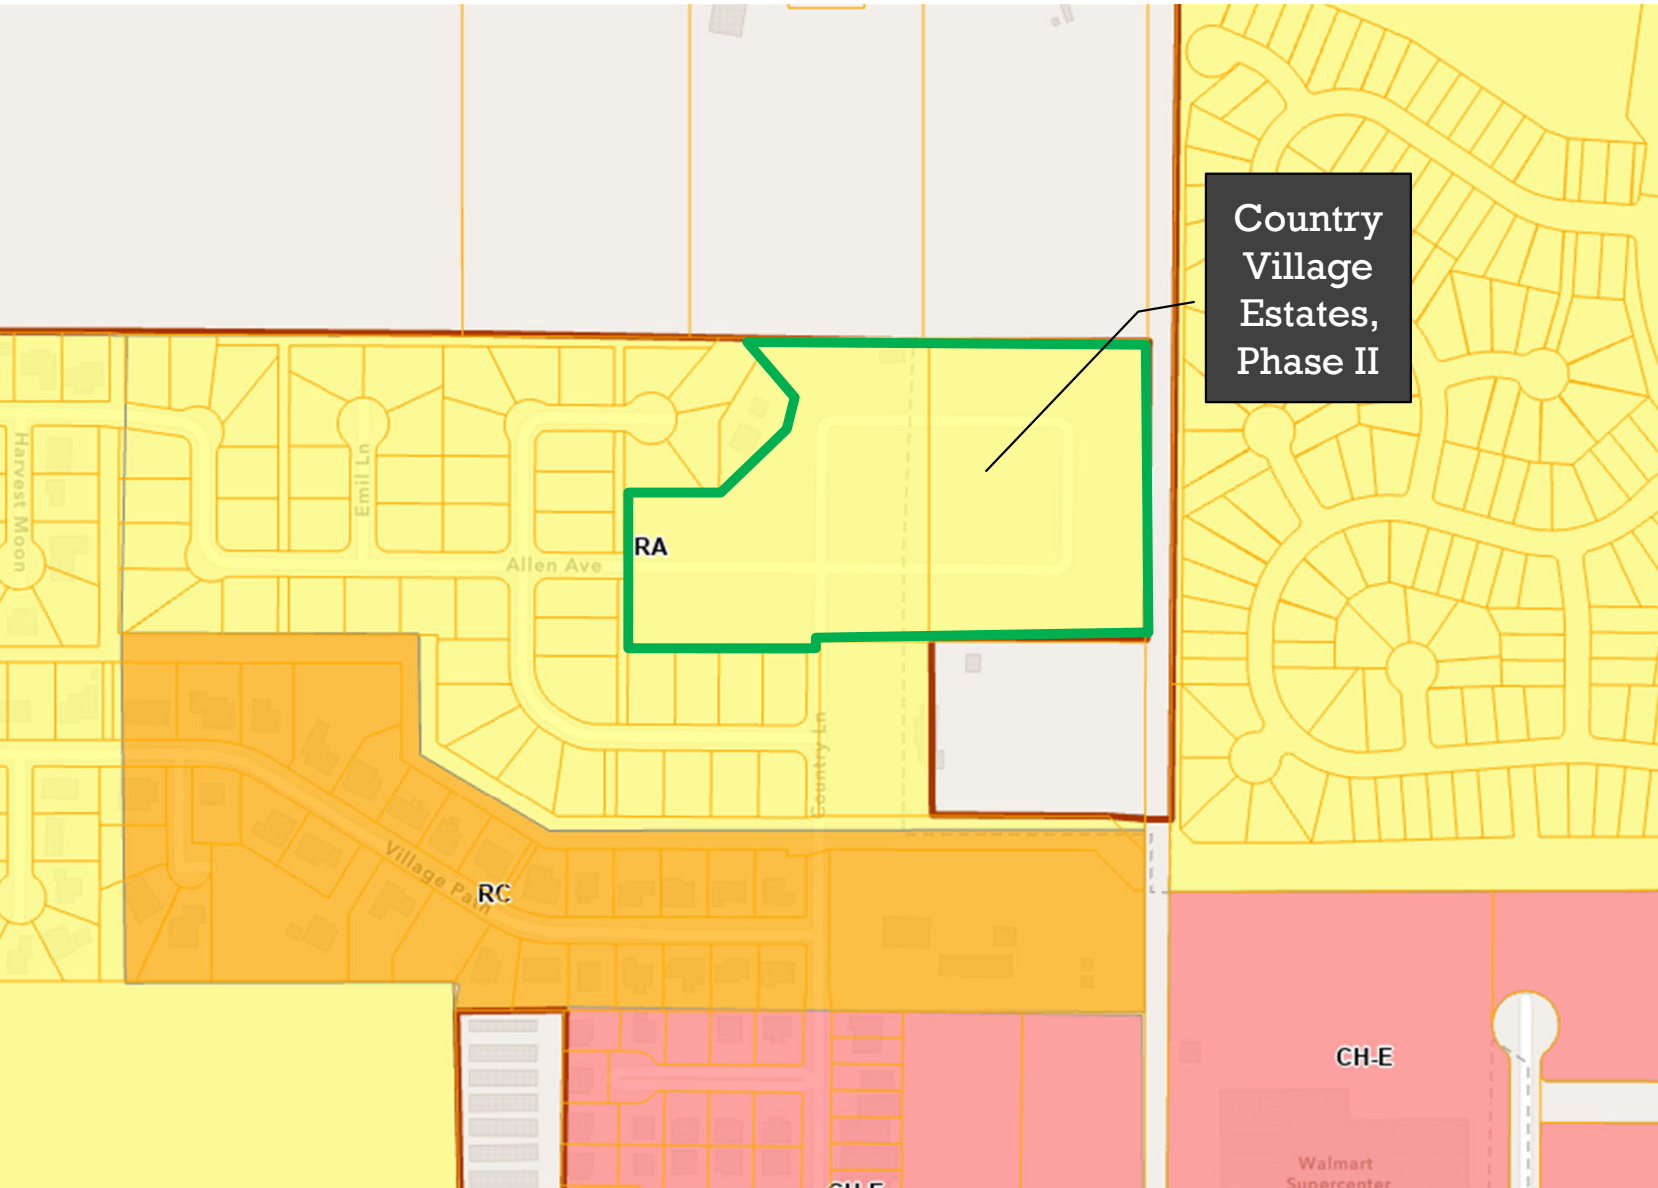 Country
Village
Estates,
Phase II
Harvest Moon
Emil Ln
RA
Allen Ave
Country Ln
Village Path
RC
CH-E
Walmart
Supercenter
CH-E